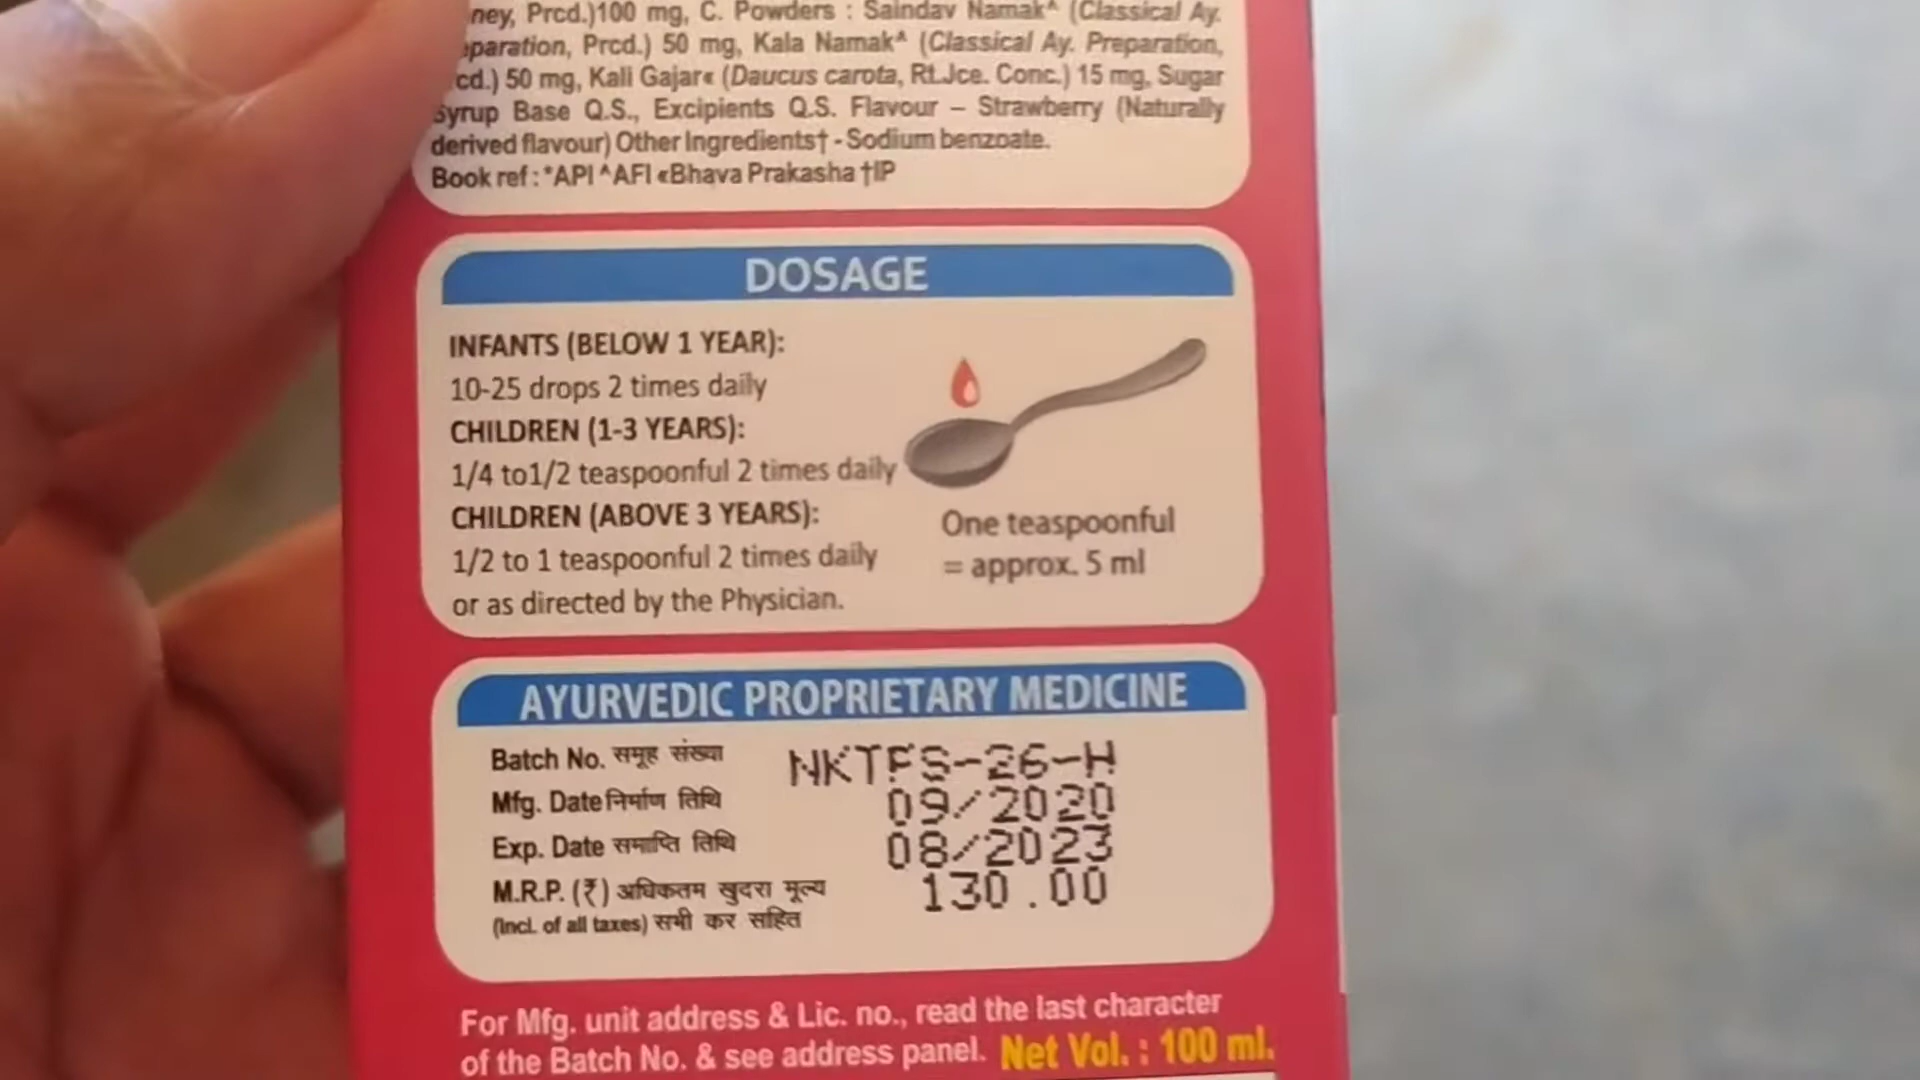 ney, Prcd.)100 mg, C. Powders : Saindav Namak^ (Classical Ay.
eparation, Prcd.) 50 mg, Kala Namak^ (Classical Ay. Preparation,
cd.) 50 mg, Kali Gajar« (Daucus carota, Rt.Jce. Conc.) 15 mg, Sugar
Syrup Base Q.S., Excipients Q.S. Flavour – Strawberry (Naturally
derived flavour) Other Ingredients† - Sodium benzoate.
Book ref : *API ^AFI «Bhava Prakasha †IP
DOSAGE
INFANTS (BELOW 1 YEAR):
10-25 drops 2 times daily
CHILDREN (1-3 YEARS):
1/4 to1/2 teaspoonful 2 times daily
CHILDREN (ABOVE 3 YEARS):
1/2 to 1 teaspoonful 2 times daily
or as directed by the Physician.
One teaspoonful
= approx. 5 ml
AYURVEDIC PROPRIETARY MEDICINE
Batch No. समूह संख्या NKTFS-26-H
Mfg. Date निर्माण तिथि 09/2020
Exp. Date समाप्ति तिथि 08/2023
M.R.P. (₹) अधिकतम खुदरा मूल्य 130.00
(Incl. of all taxes) सभी कर सहित
For Mfg. unit address & Lic. no., read the last character
of the Batch No. & see address panel. Net Vol. : 100 ml.